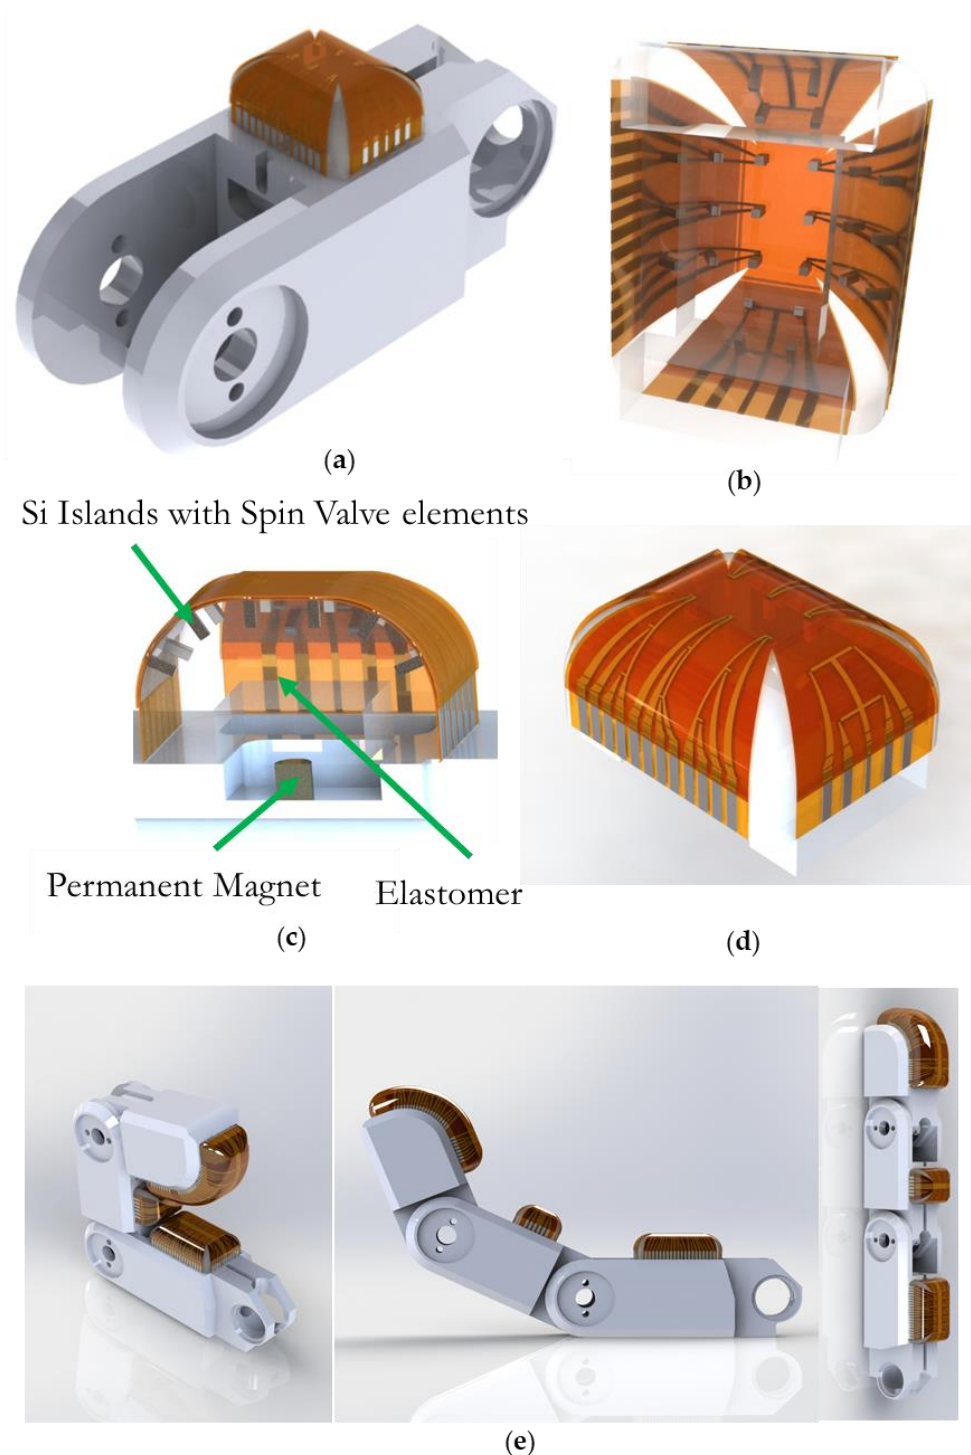 (a)
(b)
Si Islands with Spin Valve elements
Permanent Magnet
Elastomer
(c)
(d)
(e)